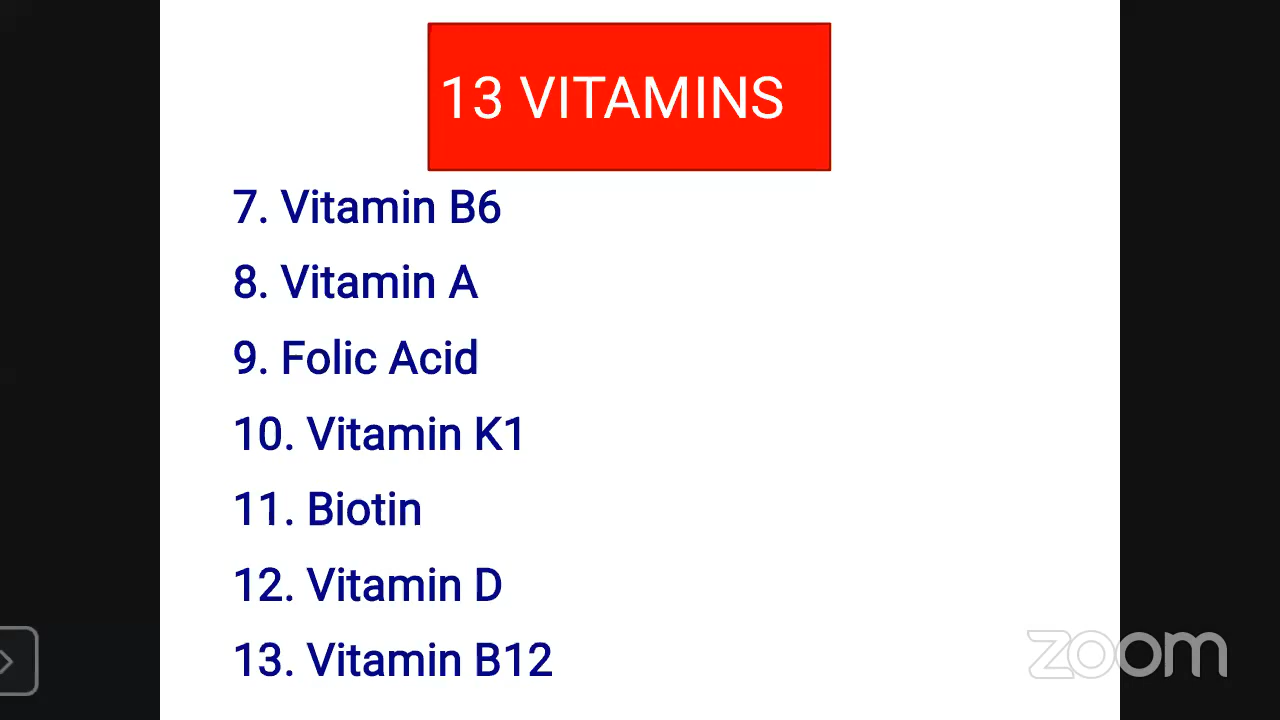 13 VITAMINS
7. Vitamin B6
8. Vitamin A
9. Folic Acid
10. Vitamin K1
11. Biotin
12. Vitamin D
13. Vitamin B12
zoom